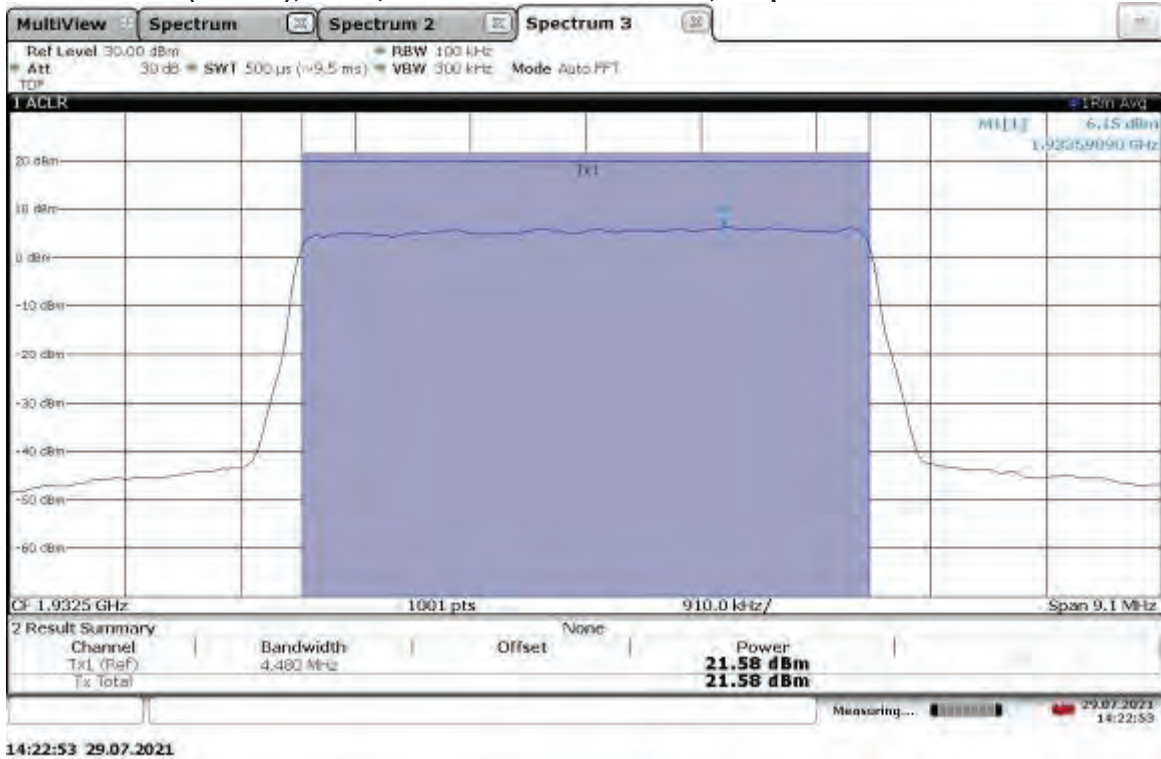 MultiView Spectrum Spectrum 2 Spectrum 3
Ref Level 30.00 dBm RBW 100 kHz
Att 30 dB SWT 500 µs (~9.5 ms) VBW 300 kHz Mode Auto FFT
TDF
1 ACLR 1Rm Avg
M1[1] 6.15 dBm
GHz
Tx1
20 dBm
10 dBm
0 dBm
-10 dBm
-20 dBm
-30 dBm
-40 dBm
-50 dBm
-60 dBm
CF 1.9325 GHz 1001 pts 910.0 kHz/ Span 9.1 MHz
2 Result Summary None
Channel Bandwidth Offset Power
Tx1 (Ref) 4.480 MHz 21.58 dBm
Tx Total 21.58 dBm
Measuring... 29.07.2021
14:22:53
14:22:53 29.07.2021